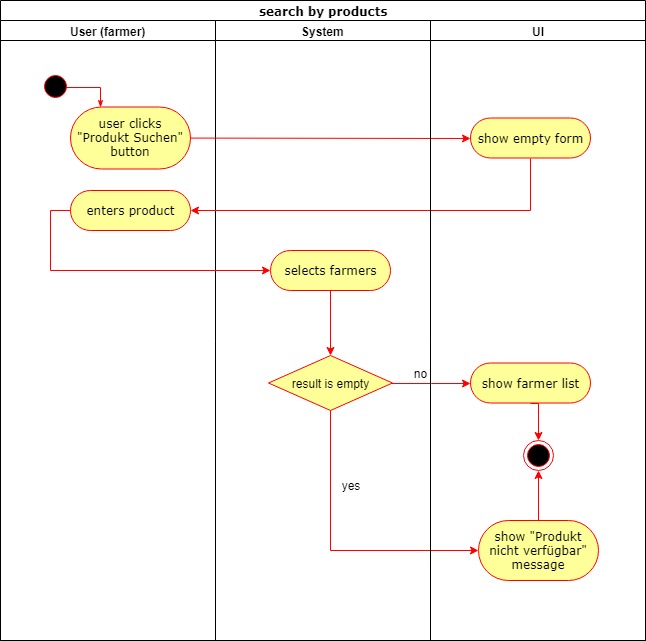 search by products
User (farmer)
System
UI
user clicks
"Produkt Suchen"
button
show empty form
enters product
selects farmers
result is empty
no
show farmer list
yes
show "Produkt
nicht verfügbar"
message